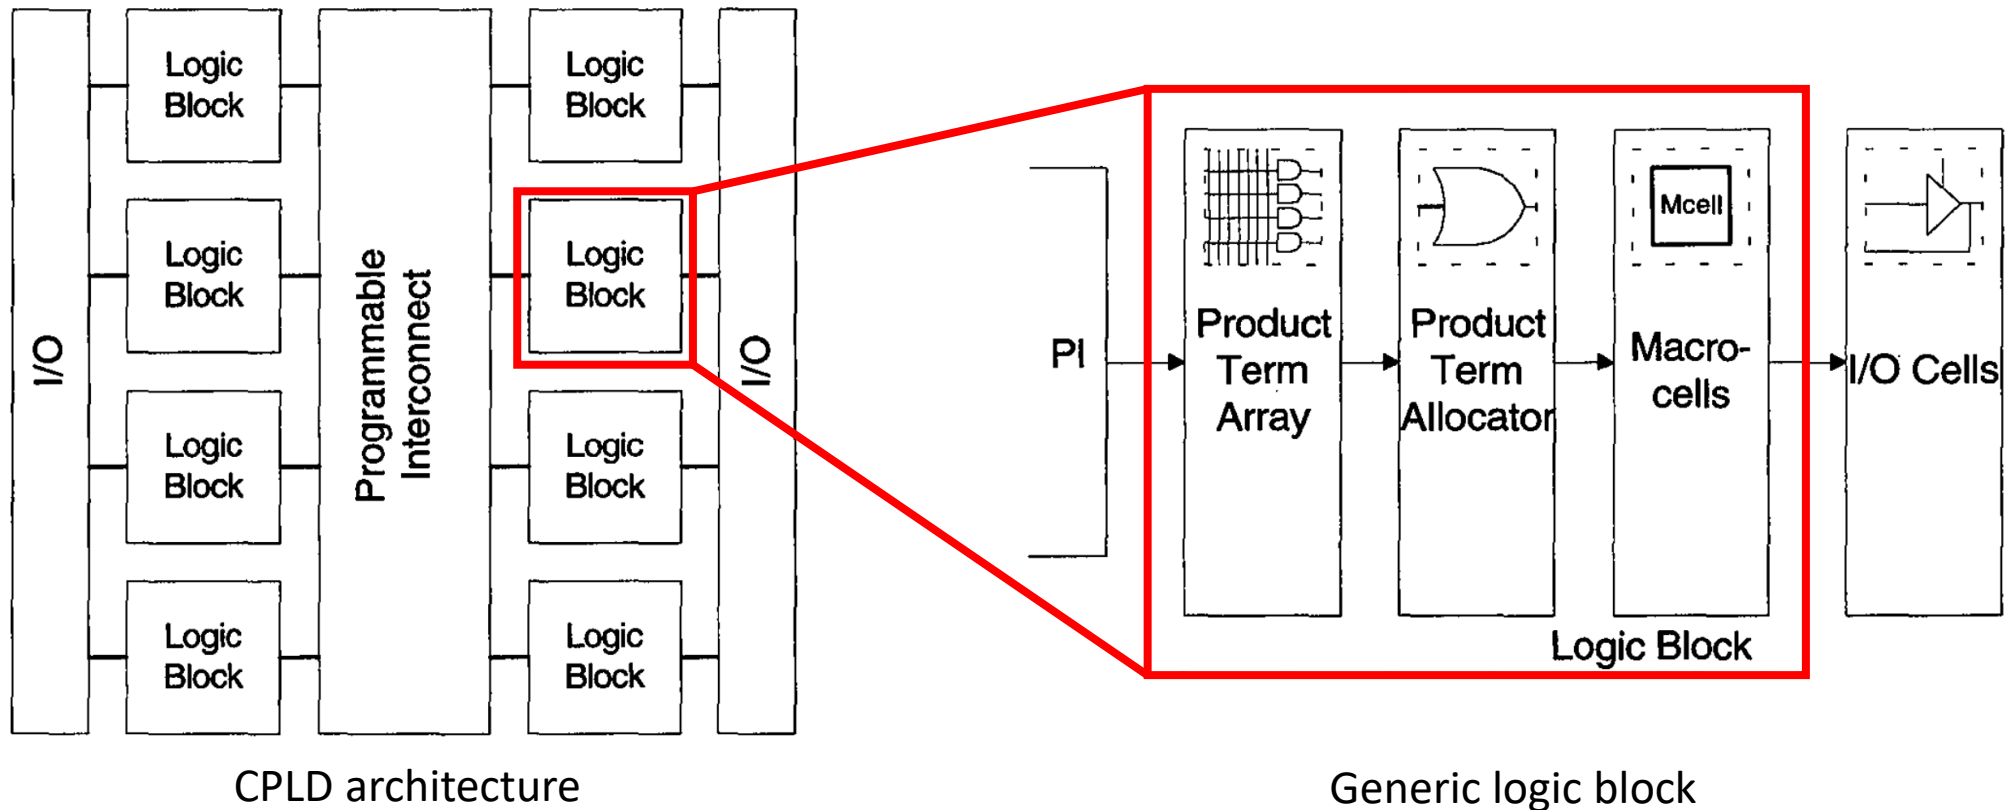 I/O
Logic
Block
Logic
Block
Logic
Block
Logic
Block
Programmable
Interconnect
Logic
Block
Logic
Block
Logic
Block
Logic
Block
I/O
CPLD architecture
PI
Product
Term
Array
Product
Term
Allocator
Mcell
Macro-
cells
Logic Block
I/O Cells
Generic logic block